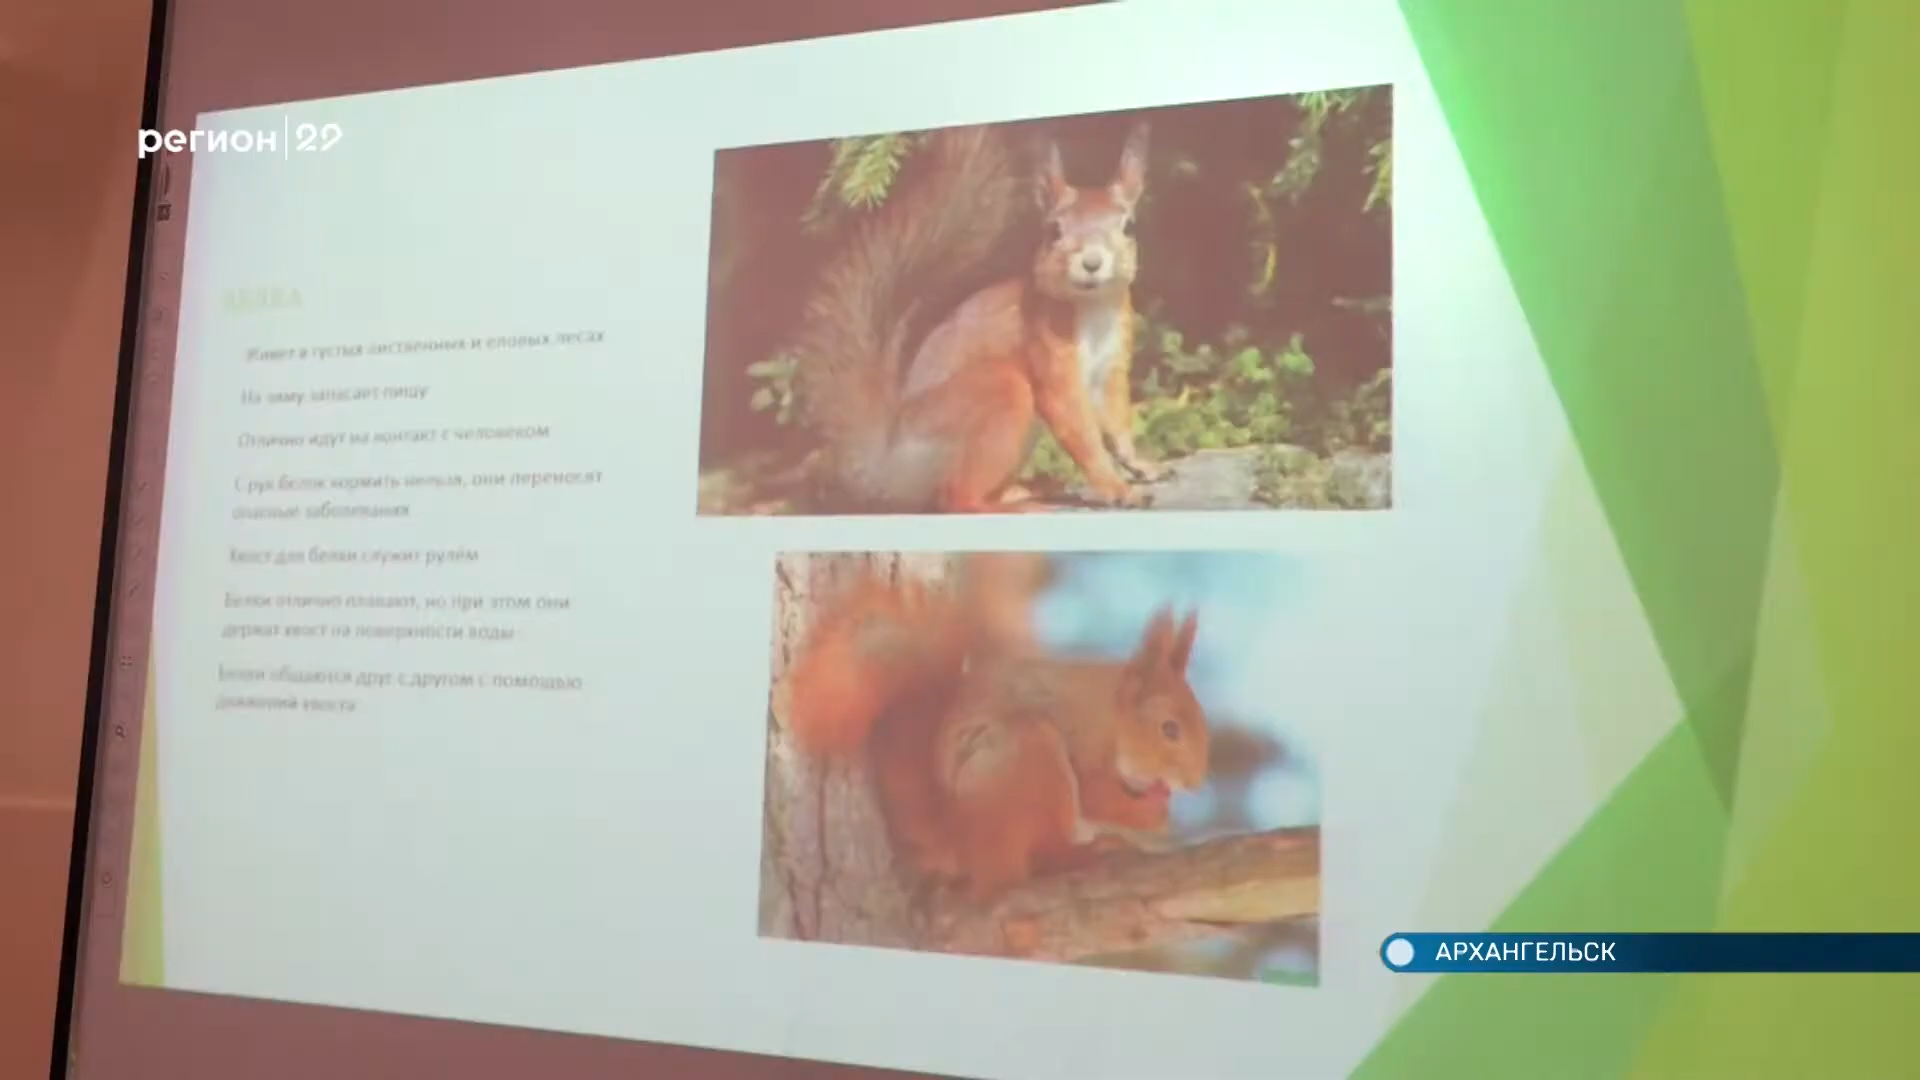 регион|29
БЕЛКА
Живет в густых лиственных и еловых лесах
На зиму запасает пищу
Отлично идут на контакт с человеком
С рук белок кормить нельзя, они переносят
опасные заболевания
Хвост для белки служит рулём
Белки отлично плавают, но при этом они
держат хвост на поверхности воды
Белки общаются друг с другом с помощью
движений хвоста
АРХАНГЕЛЬСК